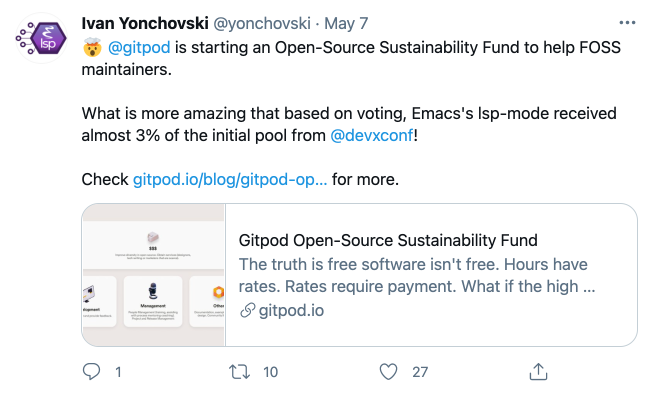 lsp
Ivan Yonchovski @yonchovski · May 7
🤯 @gitpod is starting an Open-Source Sustainability Fund to help FOSS
maintainers.
What is more amazing that based on voting, Emacs's lsp-mode received
almost 3% of the initial pool from @devxconf!
Check gitpod.io/blog/gitpod-op... for more.
$$$
Management
Other
Gitpod Open-Source Sustainability Fund
The truth is free software isn't free. Hours have
rates. Rates require payment. What if the high ...
gitpod.io
1
10
27